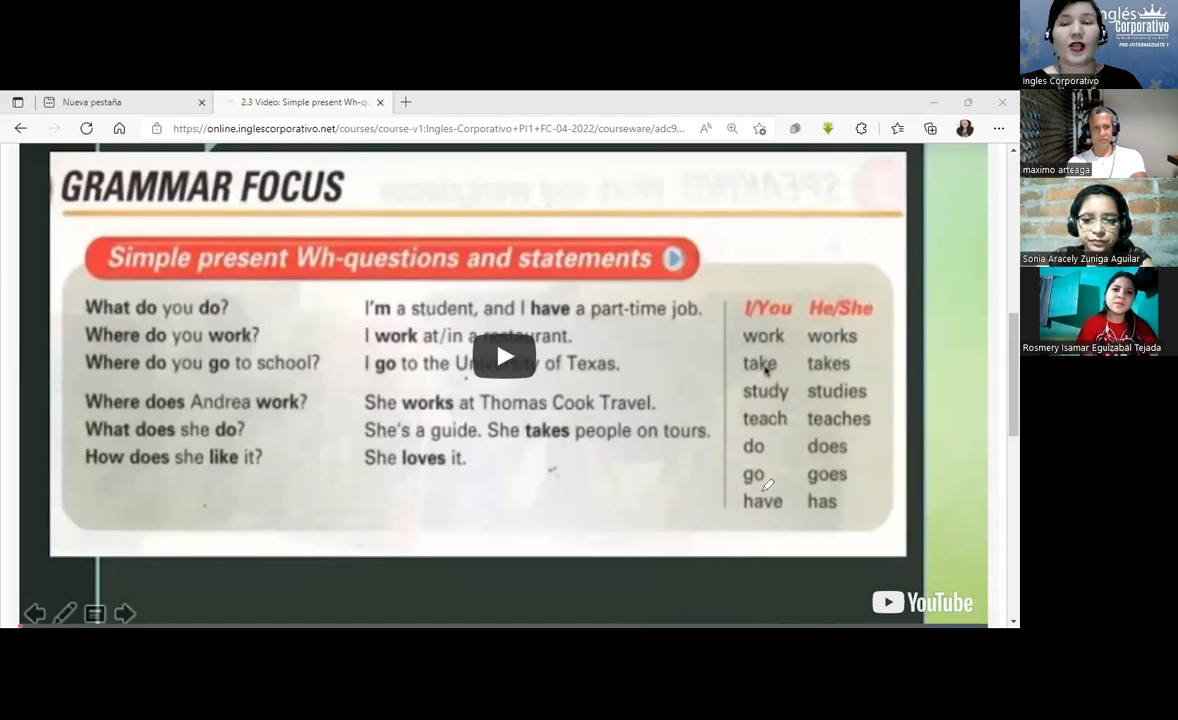 nglés
Corporativo
PRE-INTERMEDIATE 1
Ingles Corporativo
maximo arteaga
Sonia Aracely Zuniga Aguilar
Rosmery Isamar Eguizabal Tejada
Nueva pestaña
2.3 Video: Simple present Wh-qu
https://online.inglescorporativo.net/courses/course-v1:Ingles-Corporativo+PI1+FC-04-2022/courseware/adc9...
GRAMMAR FOCUS
Simple present Wh-questions and statements
What do you do? I'm a student, and I have a part-time job.
Where do you work? I work at/in a restaurant.
Where do you go to school? I go to the University of Texas.
Where does Andrea work? She works at Thomas Cook Travel.
What does she do? She's a guide. She takes people on tours.
How does she like it? She loves it.
I/You He/She
work works
take takes
study studies
teach teaches
do does
go goes
have has
YouTube